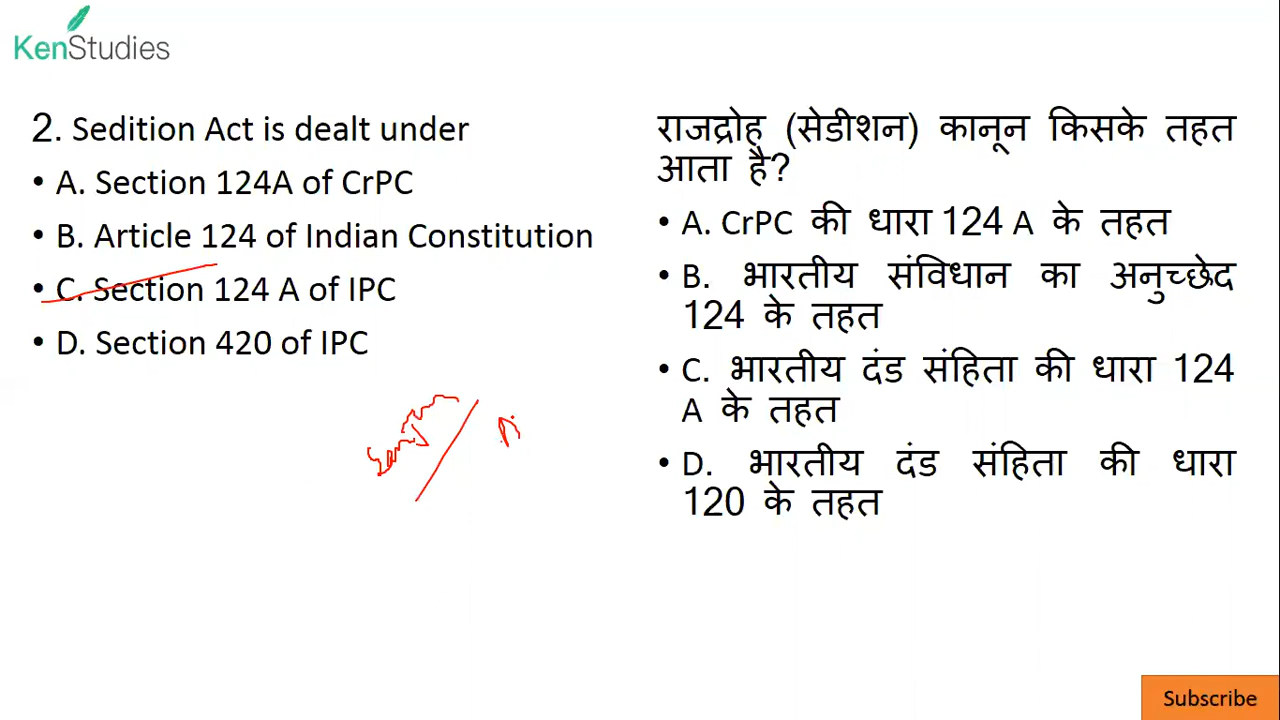 KenStudies
2. Sedition Act is dealt under
• A. Section 124A of CrPC
• B. Article 124 of Indian Constitution
• C. Section 124 A of IPC
• D. Section 420 of IPC
राजद्रोह (सेडीशन) कानून किसके तहत
आता है?
• A. CrPC की धारा 124 A के तहत
• B. भारतीय संविधान का अनुच्छेद
124 के तहत
• C. भारतीय दंड संहिता की धारा 124
A के तहत
• D. भारतीय दंड संहिता की धारा
120 के तहत
Subscribe